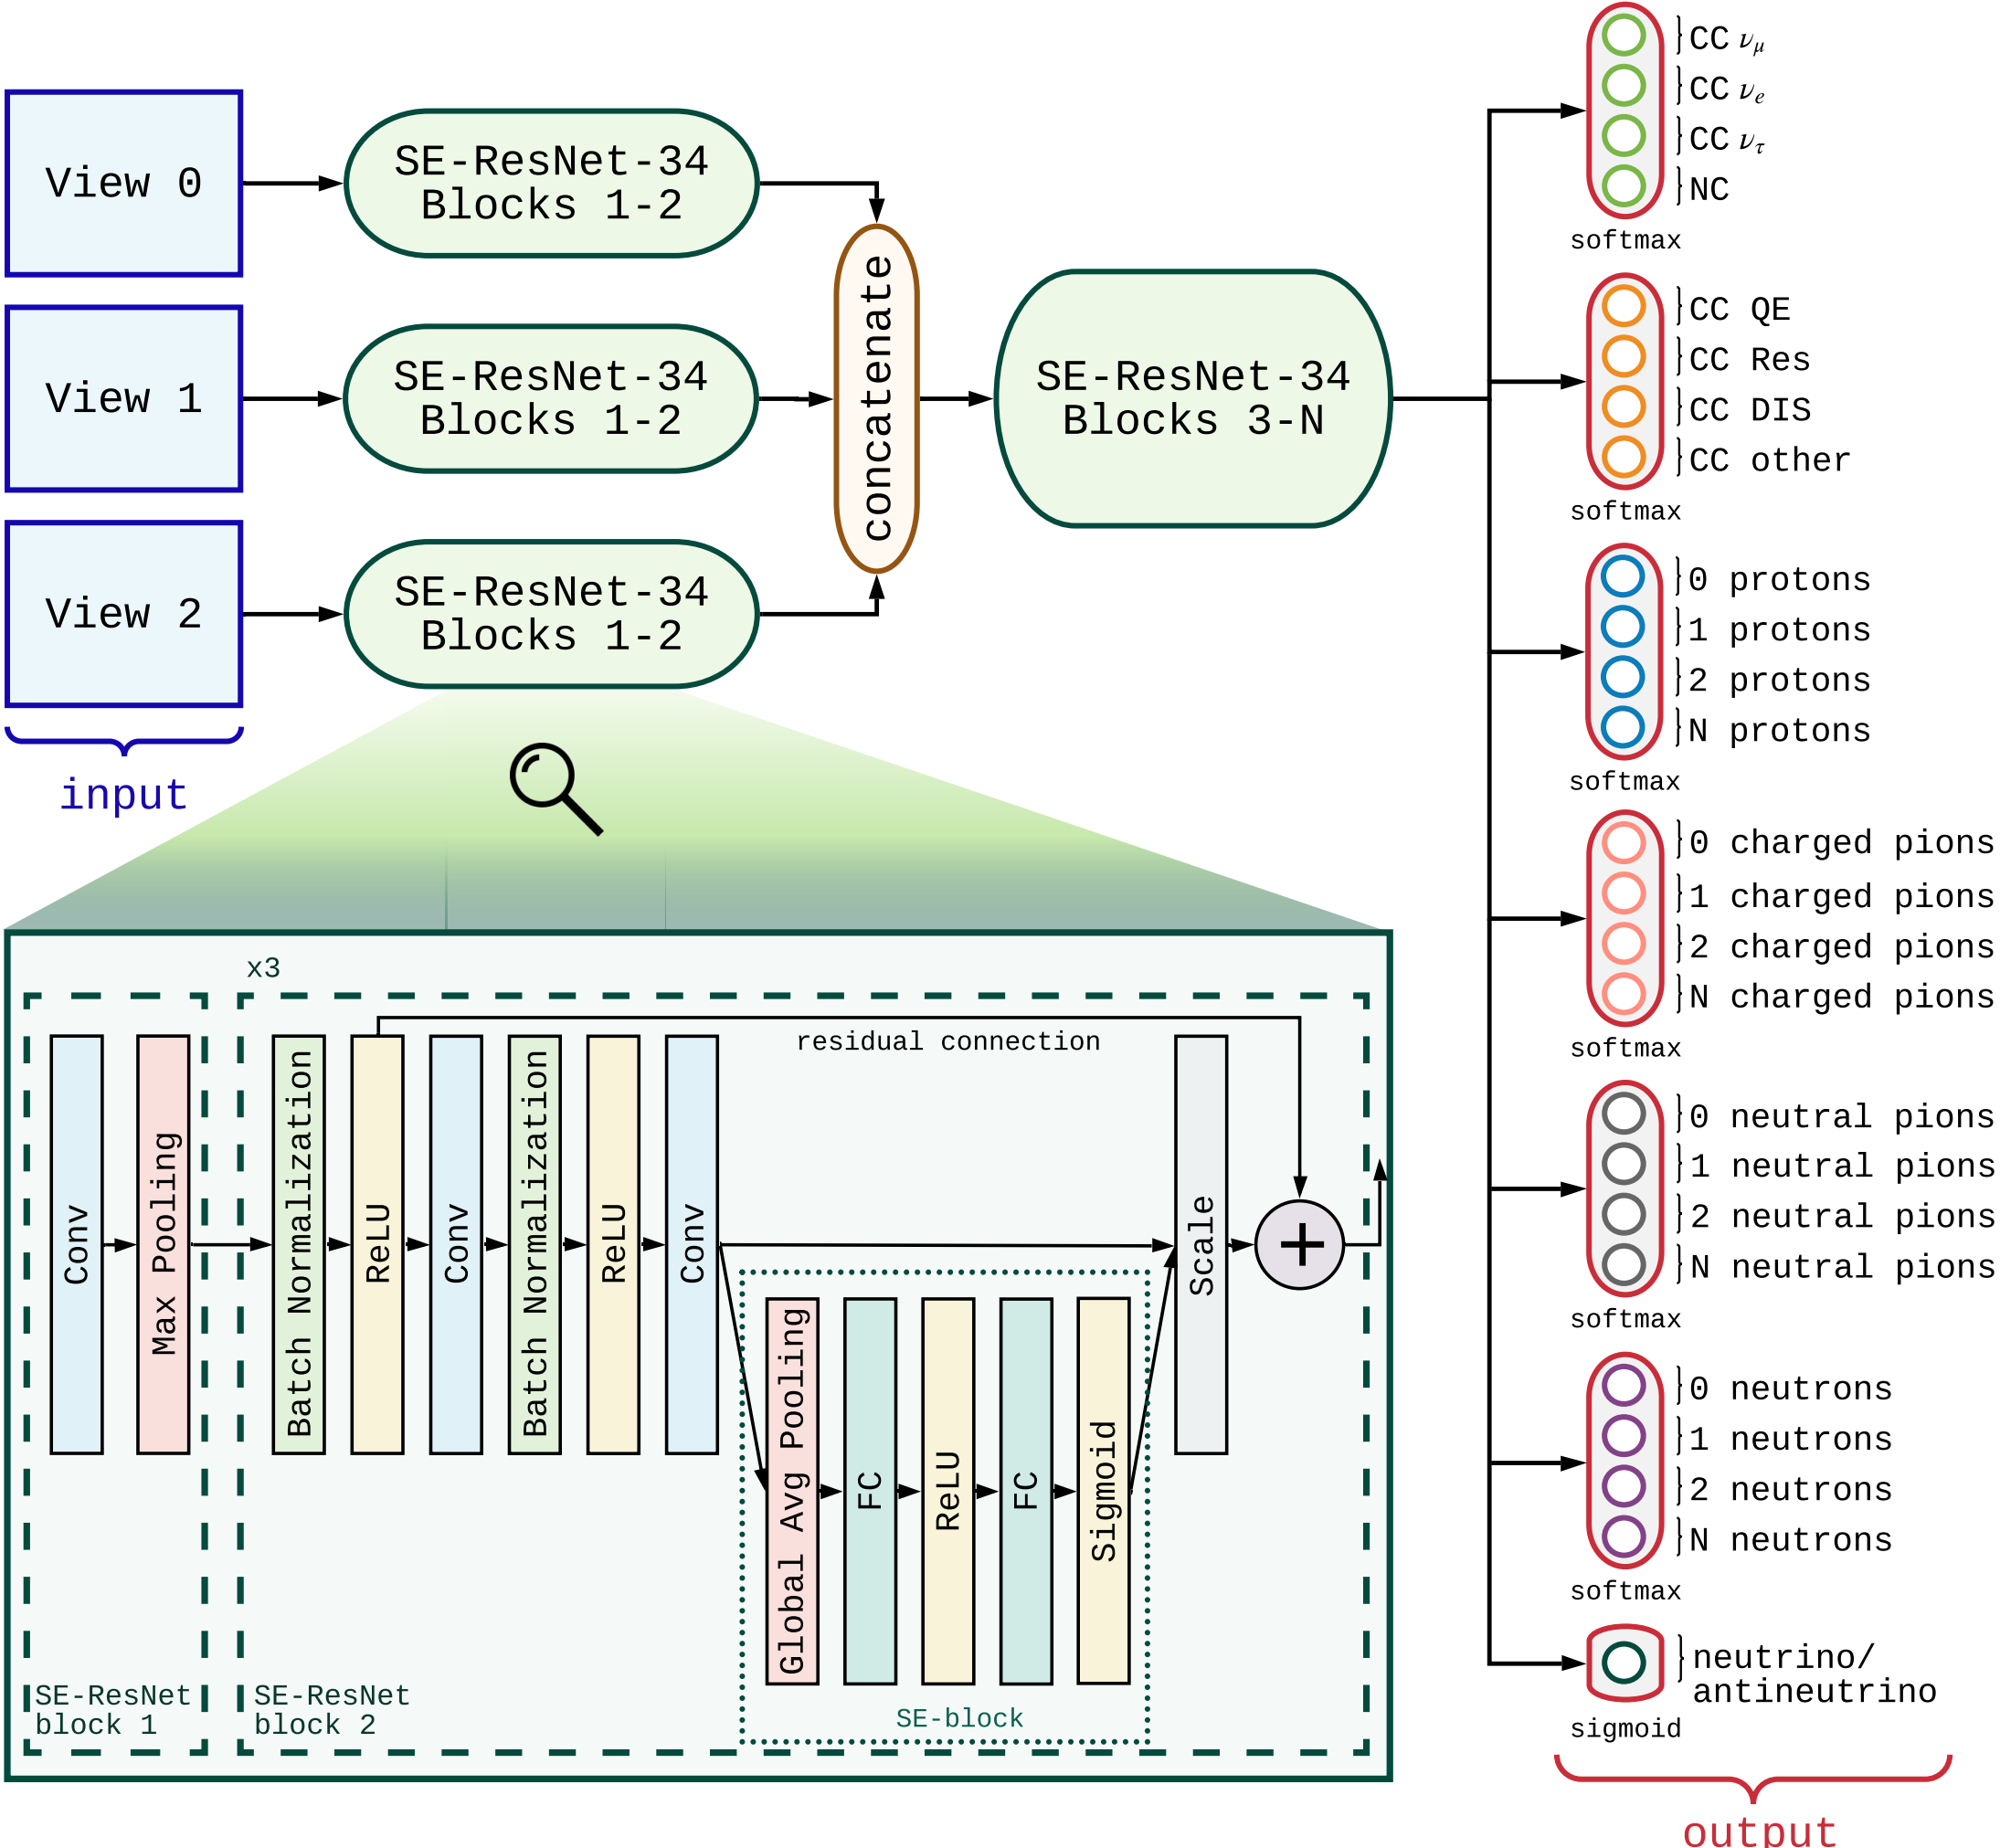 View 0
SE-ResNet-34
Blocks 1-2
View 1
SE-ResNet-34
Blocks 1-2
View 2
SE-ResNet-34
Blocks 1-2
input
concatenate
SE-ResNet-34
Blocks 3-N
x3
residual connection
Conv
Max Pooling
Batch Normalization
ReLU
Conv
Batch Normalization
ReLU
Conv
Global Avg Pooling
FC
ReLU
FC
Sigmoid
Scale
+
SE-ResNet
block 1
SE-ResNet
block 2
SE-block
CC νμ
CC νe
CC ντ
NC
softmax
CC QE
CC Res
CC DIS
CC other
softmax
0 protons
1 protons
2 protons
N protons
softmax
0 charged pions
1 charged pions
2 charged pions
N charged pions
softmax
0 neutral pions
1 neutral pions
2 neutral pions
N neutral pions
softmax
0 neutrons
1 neutrons
2 neutrons
N neutrons
softmax
neutrino/
antineutrino
sigmoid
output